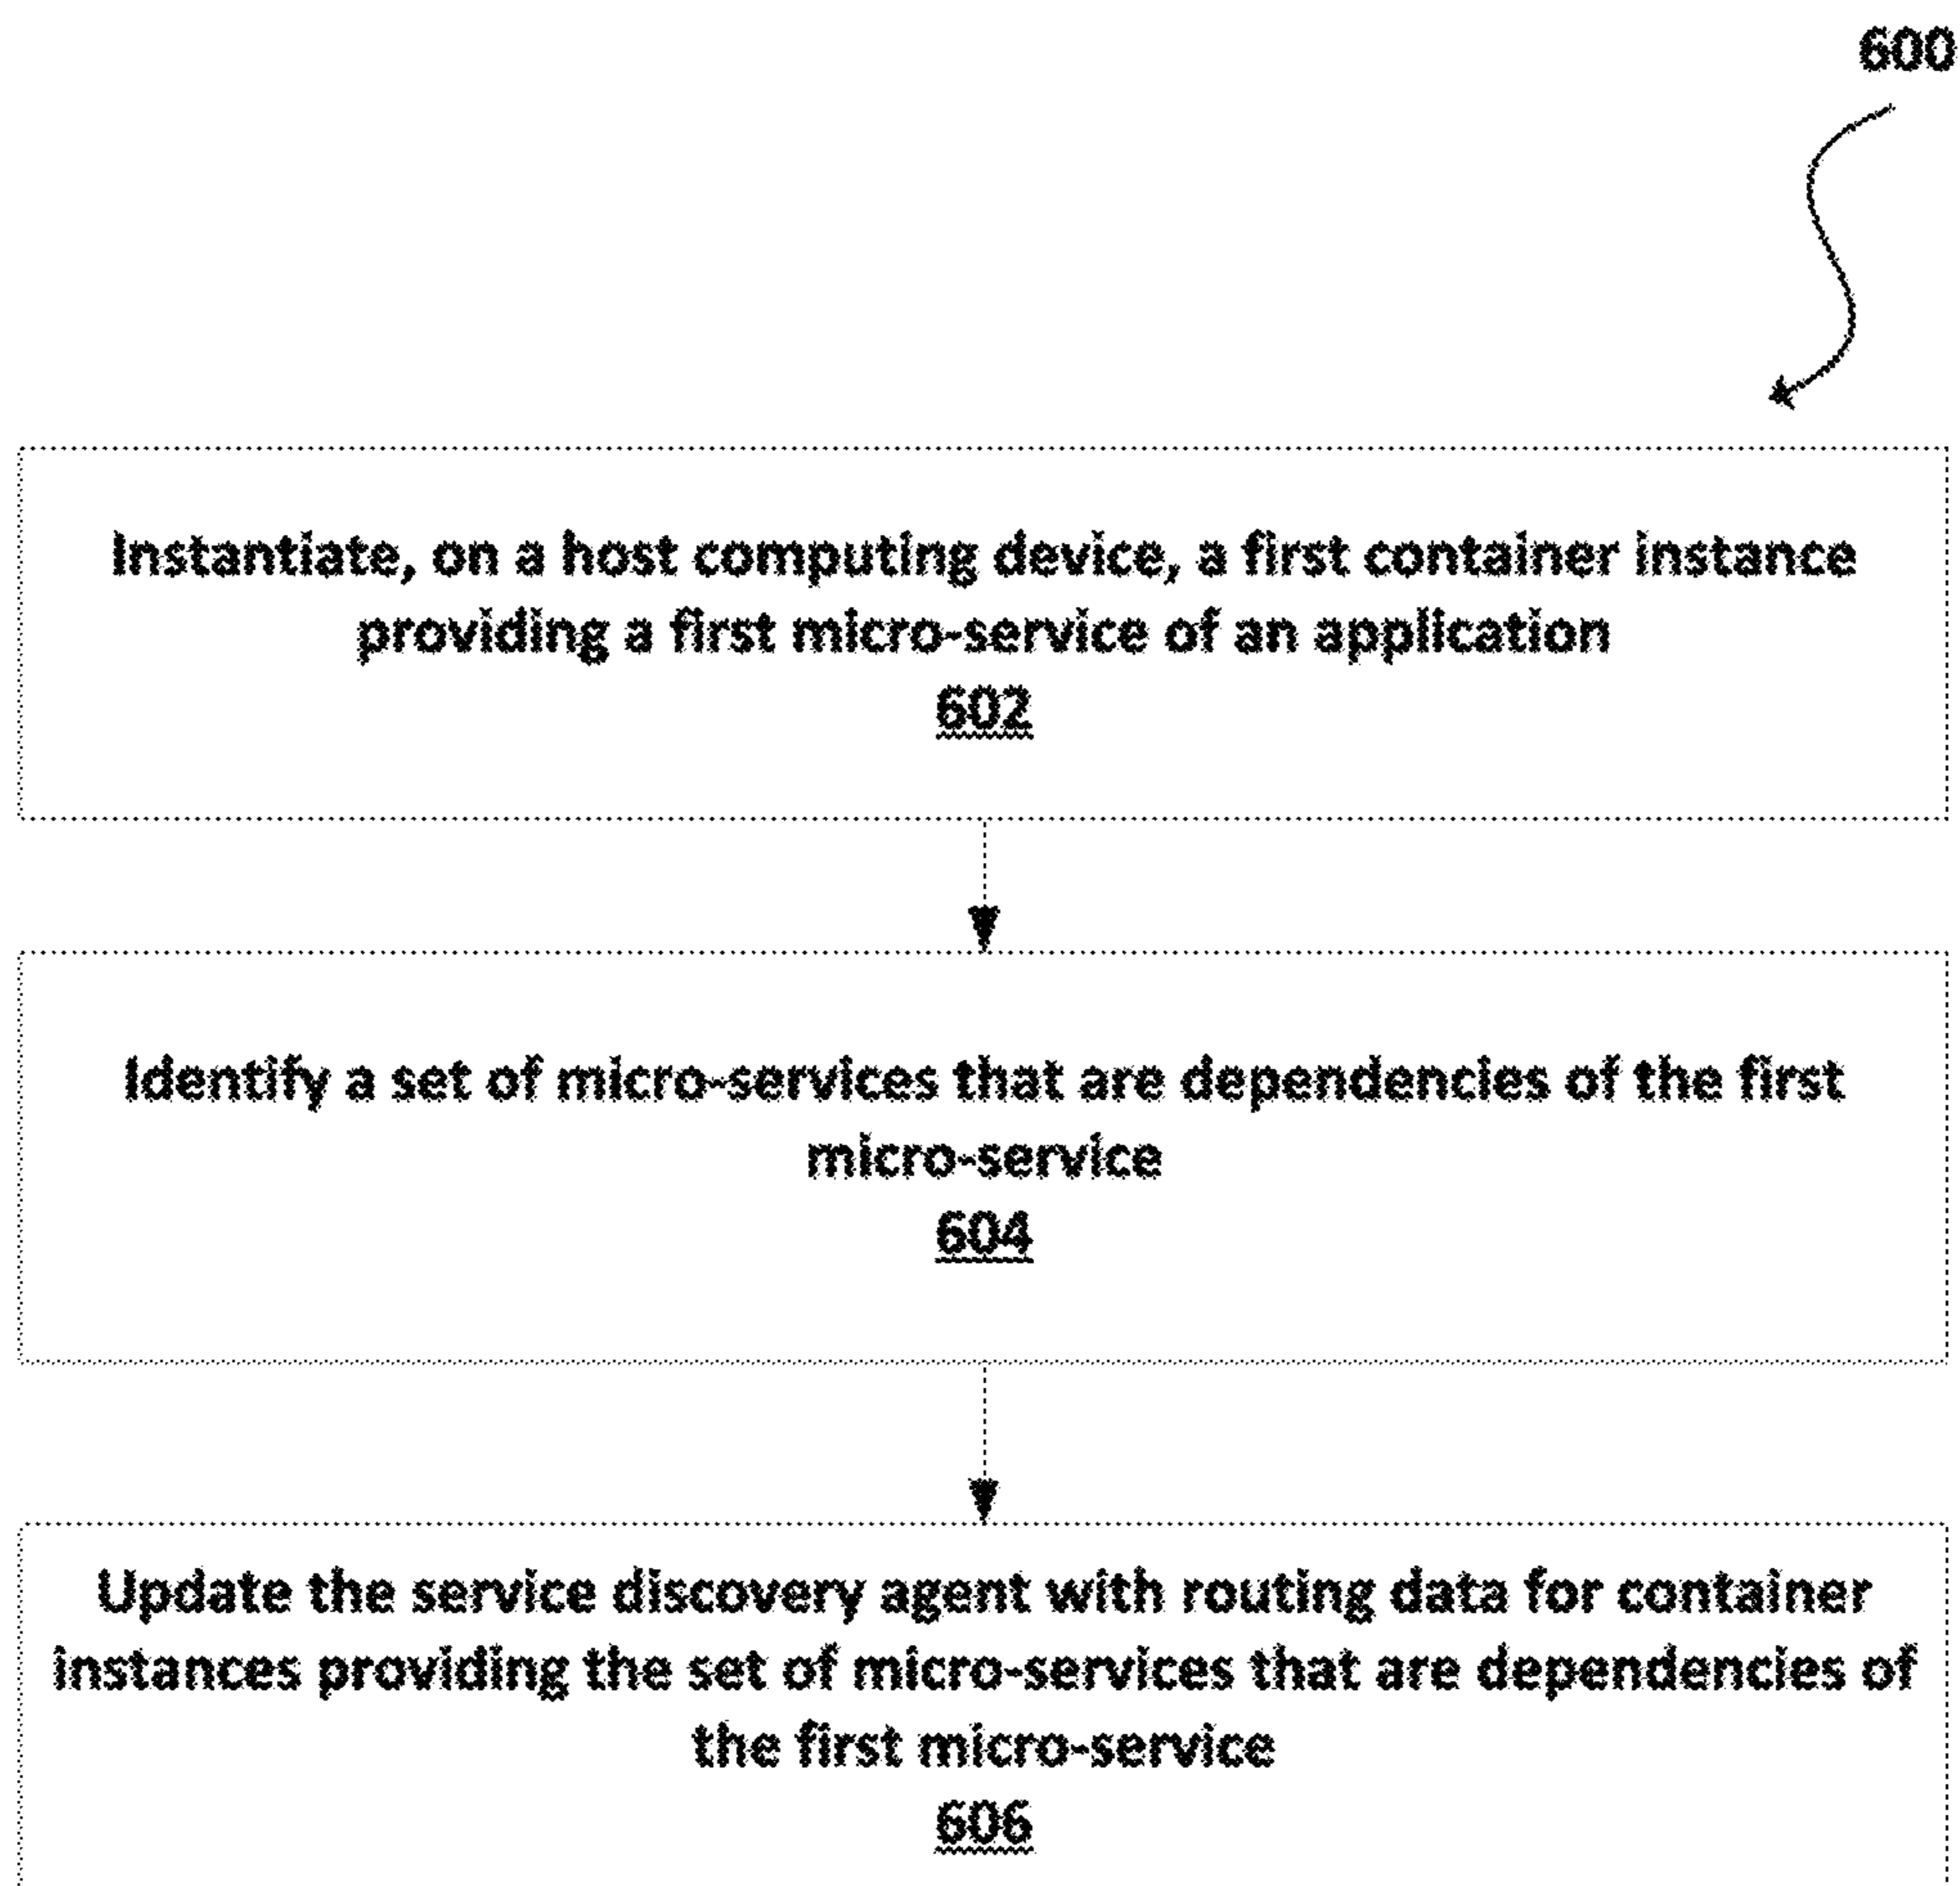 600
Instantiate, on a host computing device, a first container instance
providing a first micro-service of an application
602
Identify a set of micro-services that are dependencies of the first
micro-service
604
Update the service discovery agent with routing data for container
instances providing the set of micro-services that are dependencies of
the first micro-service
606